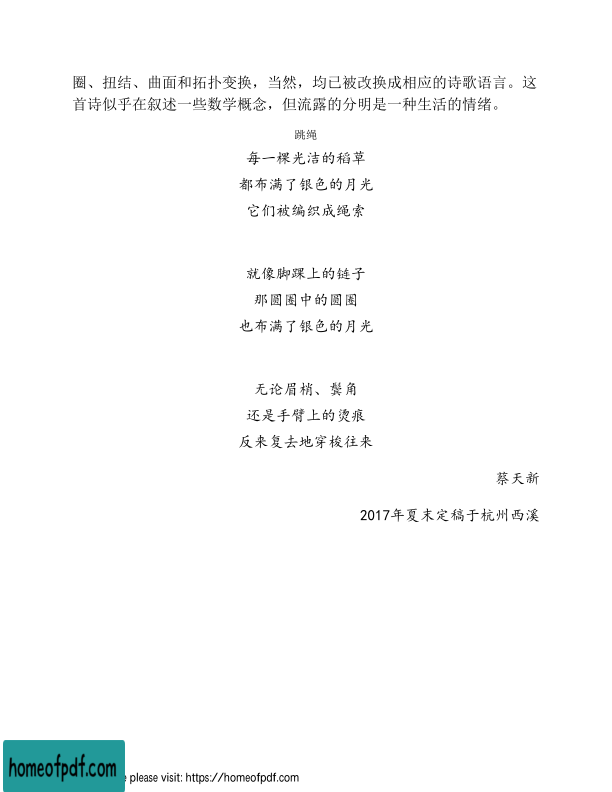 圈、扭结、曲面和拓扑变换，当然，均已被改换成相应的诗歌语言。这
首诗似乎在叙述一些数学概念，但流露的分明是一种生活的情绪。
跳绳
每一棵光洁的稻草
都布满了银色的月光
它们被编织成绳索
就像脚踝上的链子
那圆圈中的圆圈
也布满了银色的月光
无论眉梢、鬓角
还是手臂上的烫痕
反来复去地穿梭往来
蔡天新
2017年夏末定稿于杭州西溪
homeofpdf.com
e please visit: https://homeofpdf.com